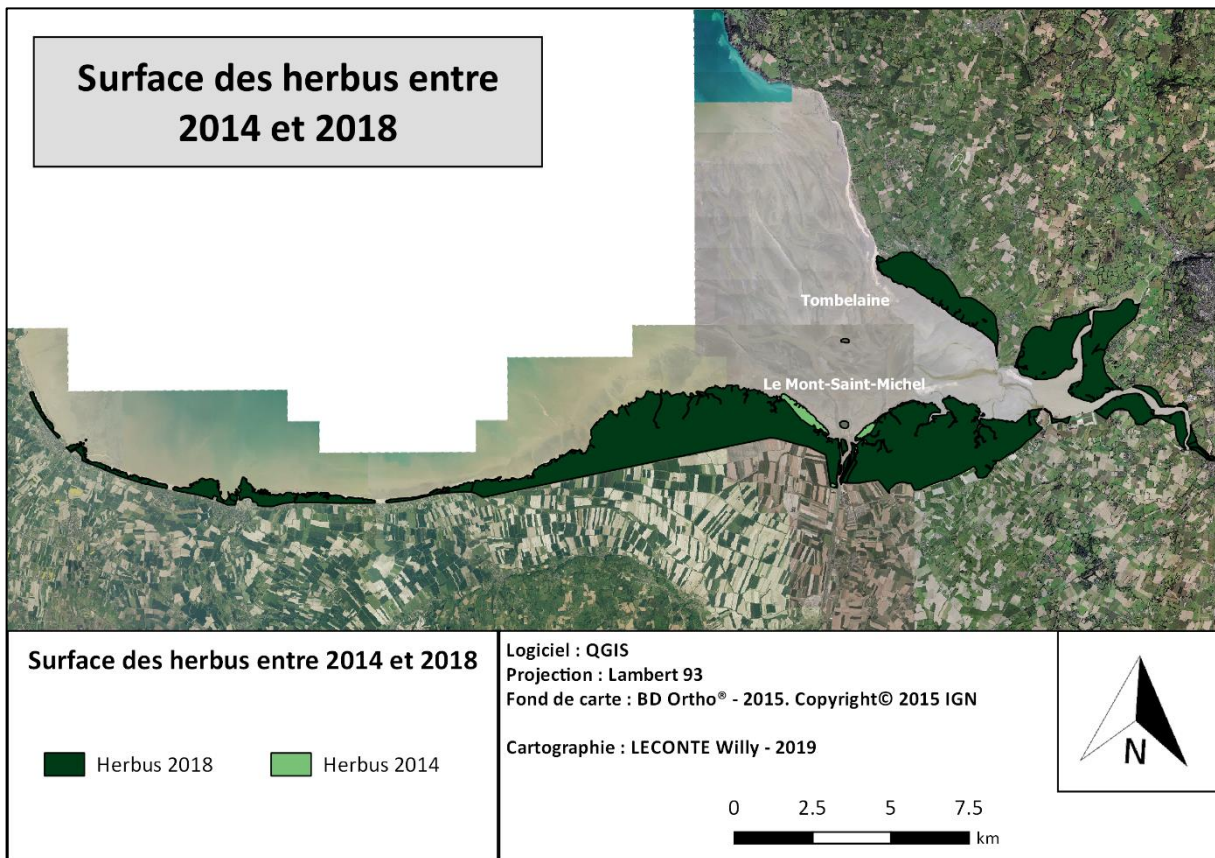 Surface des herbus entre
2014 et 2018
Tombelaine
Le Mont-Saint-Michel
Surface des herbus entre 2014 et 2018
Herbus 2018
Herbus 2014
Logiciel : QGIS
Projection : Lambert 93
Fond de carte : BD Ortho® - 2015. Copyright© 2015 IGN
Cartographie : LECONTE Willy - 2019
0 2.5 5 7.5
km
N